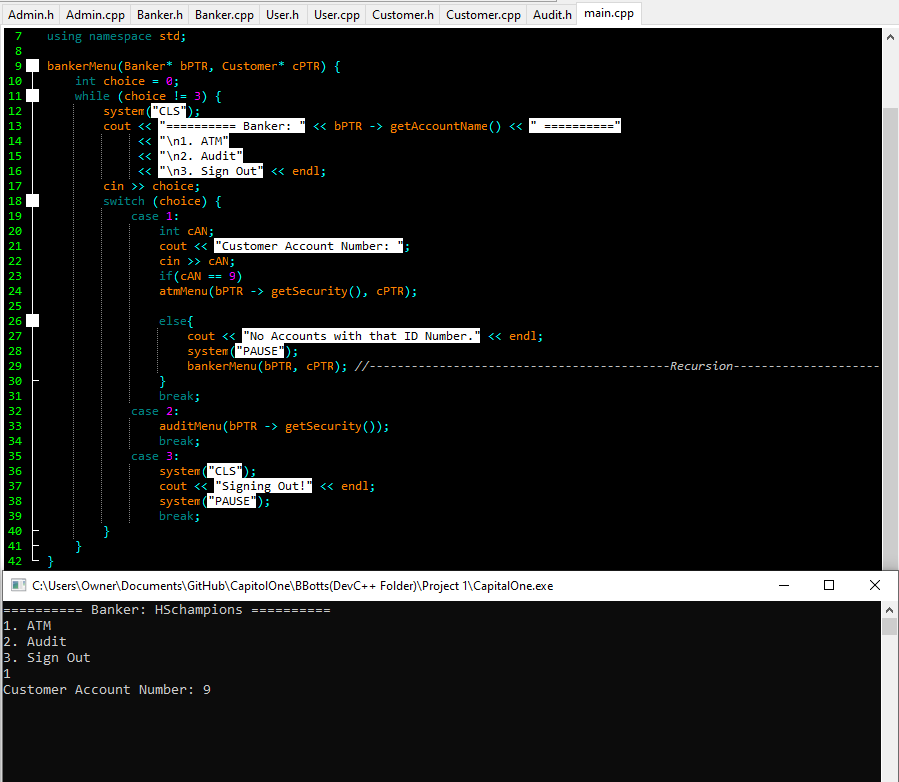 Admin.h Admin.cpp Banker.h Banker.cpp User.h User.cpp Customer.h Customer.cpp Audit.h main.cpp
7 using namespace std;
8
9 bankerMenu(Banker* bPTR, Customer* cPTR) {
10 int choice = 0;
11 while (choice != 3) {
12 system("CLS");
13 cout << "========== Banker: " << bPTR -> getAccountName() << " =========="
14 << "\n1. ATM"
15 << "\n2. Audit"
16 << "\n3. Sign Out" << endl;
17 cin >> choice;
18 switch (choice) {
19 case 1:
20 int cAN;
21 cout << "Customer Account Number: ";
22 cin >> cAN;
23 if(cAN == 9)
24 atmMenu(bPTR -> getSecurity(), cPTR);
25
26 else{
27 cout << "No Accounts with that ID Number." << endl;
28 system("PAUSE");
29 bankerMenu(bPTR, cPTR); //-------------------------------------------Recursion---------------------
30 }
31 break;
32 case 2:
33 auditMenu(bPTR -> getSecurity());
34 break;
35 case 3:
36 system("CLS");
37 cout << "Signing Out!" << endl;
38 system("PAUSE");
39 break;
40 }
41 }
42 }
C:\Users\Owner\Documents\GitHub\CapitolOne\BBotts(DevC++ Folder)\Project 1\CapitalOne.exe
========== Banker: HSchampions ==========
1. ATM
2. Audit
3. Sign Out
1
Customer Account Number: 9